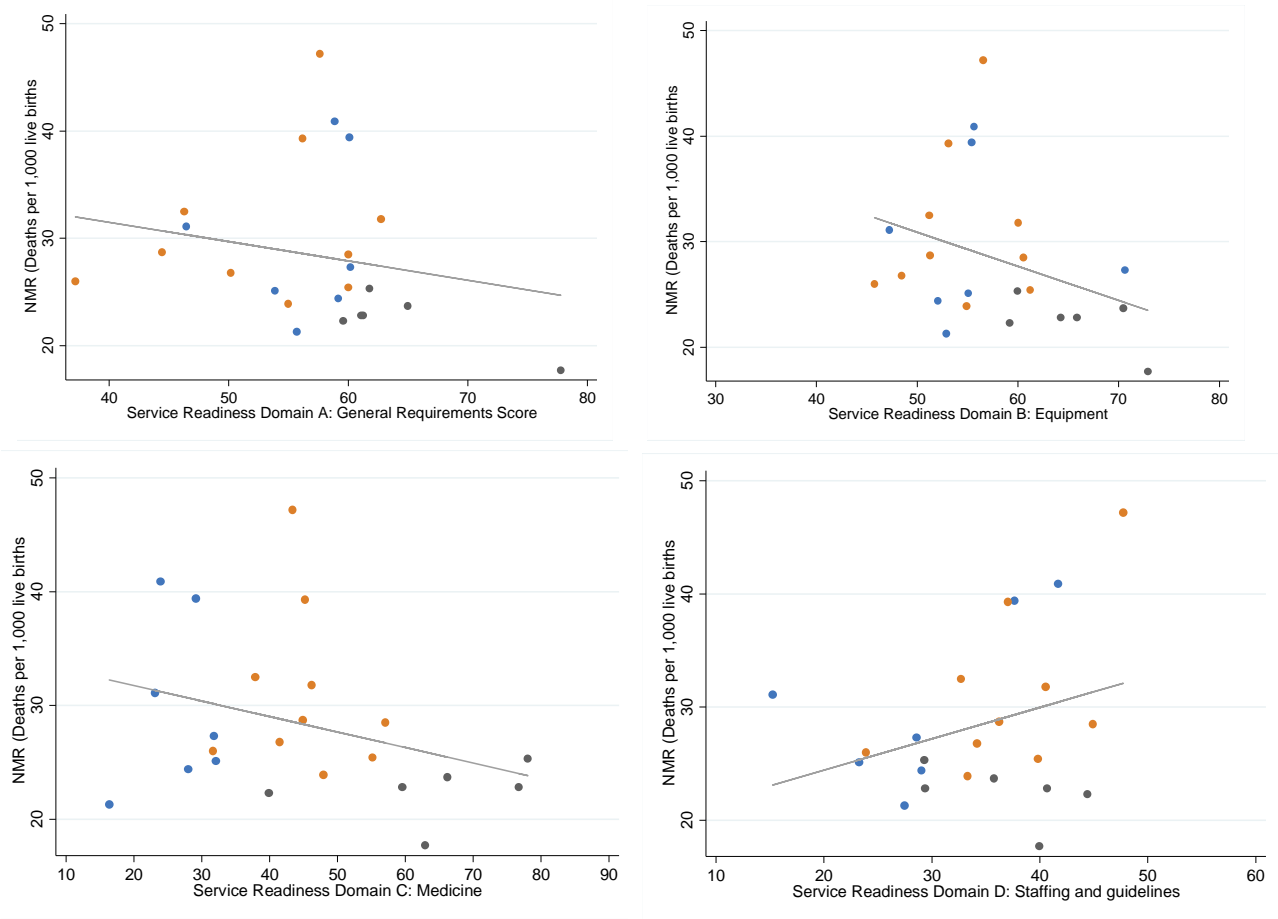 50
40
30
20
NMR (Deaths per 1,000 live births
40 50 60 70 80
Service Readiness Domain A: General Requirements Score
50
40
30
20
NMR (Deaths per 1,000 live births
30 40 50 60 70 80
Service Readiness Domain B: Equipment
50
40
30
20
NMR (Deaths per 1,000 live births
10 20 30 40 50 60 70 80 90
Service Readiness Domain C: Medicine
50
40
30
20
NMR (Deaths per 1,000 live births
10 20 30 40 50 60
Service Readiness Domain D: Staffing and guidelines